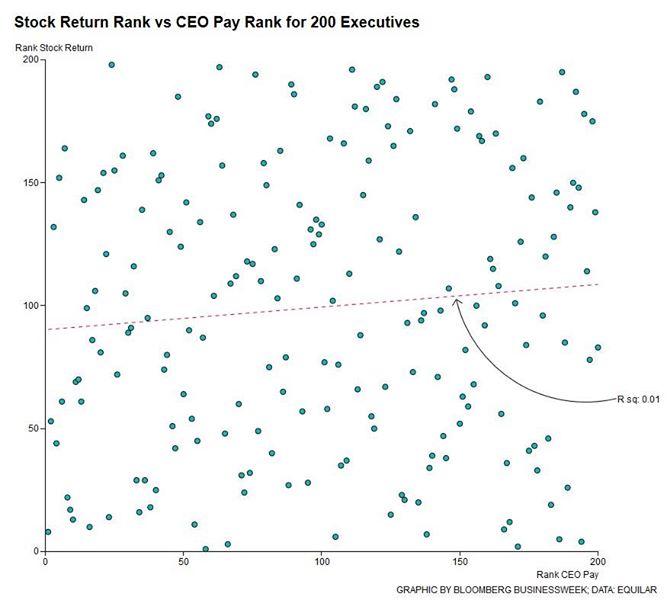 Stock Return Rank vs CEO Pay Rank for 200 Executives
Rank Stock Return
200
150
100
50
0
R sq: 0.01
0 50 100 150 200
Rank CEO Pay
GRAPHIC BY BLOOMBERG BUSINESSWEEK; DATA: EQUILAR